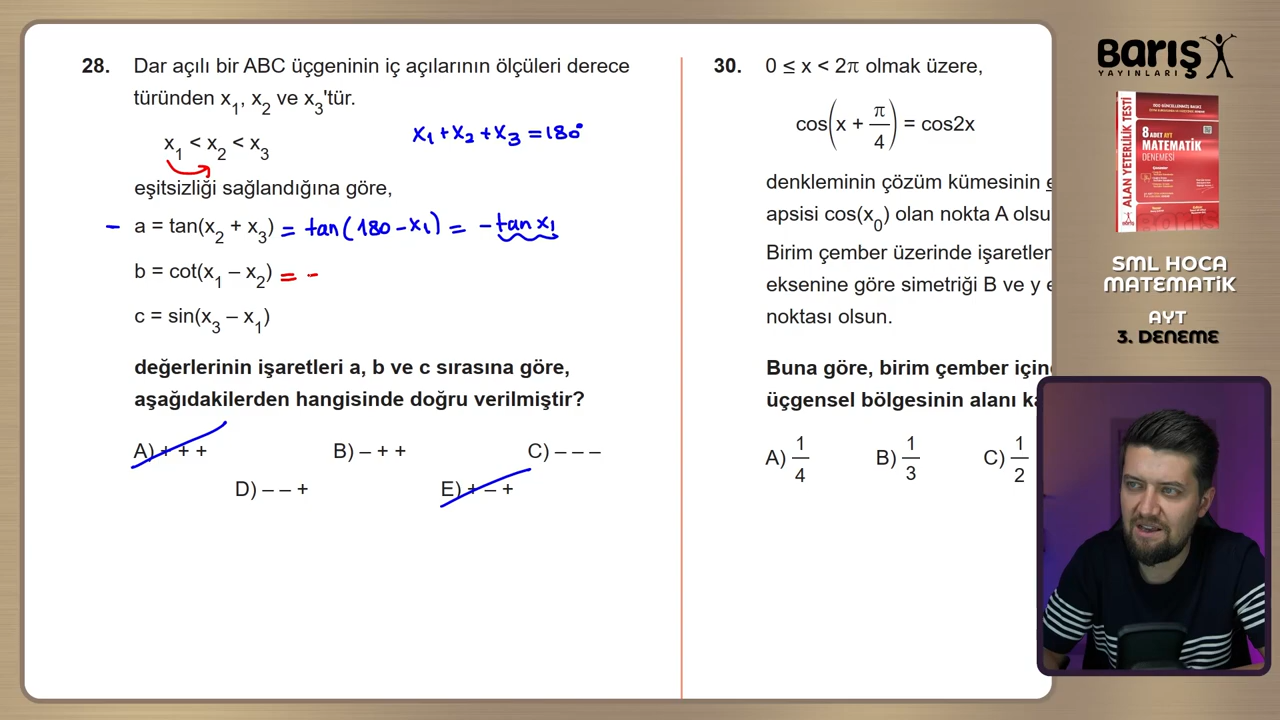 28. Dar açılı bir ABC üçgeninin iç açılarının ölçüleri derece
türünden x₁, x₂ ve x₃'tür.
x₁ < x₂ < x₃
x₁ + x₂ + x₃ = 180°
eşitsizliği sağlandığına göre,
– a = tan(x₂ + x₃) = tan(180 – x₁) = – tan x₁
b = cot(x₁ – x₂) = –
c = sin(x₃ – x₁)
değerlerinin işaretleri a, b ve c sırasına göre,
aşağıdakilerden hangisinde doğru verilmiştir?
A) + + +
B) – + +
C) – – –
D) – – +
E) + – +
30. 0 ≤ x < 2π olmak üzere,
cos(x + π/4) = cos2x
denkleminin çözüm kümesinin
apsisi cos(x₀) olan nokta A olsu
Birim çember üzerinde işaretlen
eksenine göre simetriği B ve y e
noktası olsun.
Buna göre, birim çember için
üçgensel bölgesinin alanı ka
A) 1/4
B) 1/3
C) 1/2
BARIŞ
YAYINLARI
ALAN YETERLİLİK TESTİ
8 ADET AYT
MATEMATİK
DENEMESİ
SML HOCA
MATEMATİK
AYT
3. DENEME